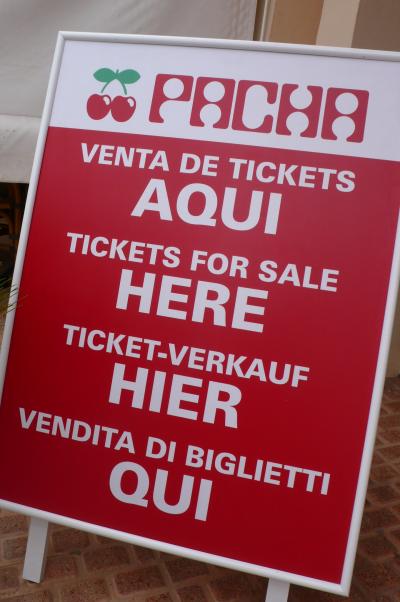 PACHA
VENTA DE TICKETS
AQUI
TICKETS FOR SALE
HERE
TICKET-VERKAUF
HIER
VENDITA DI BIGLIETTI
QUI